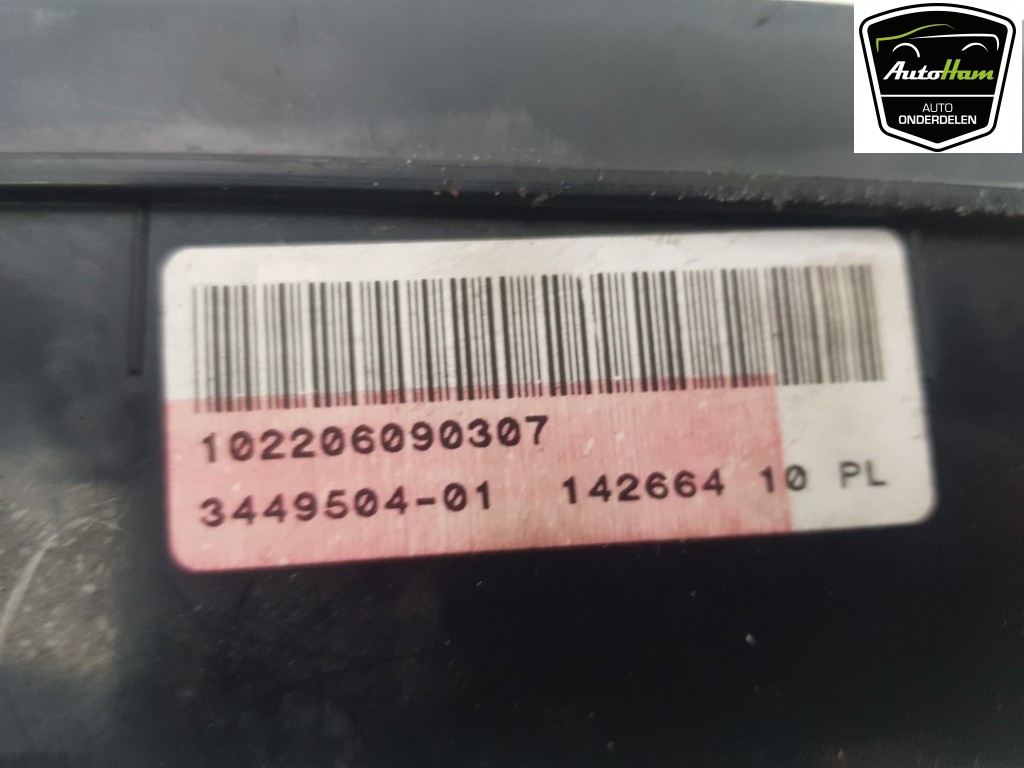 AutoHam
AUTO
ONDERDELEN
102206090307
3449504-01 142664 10 PL